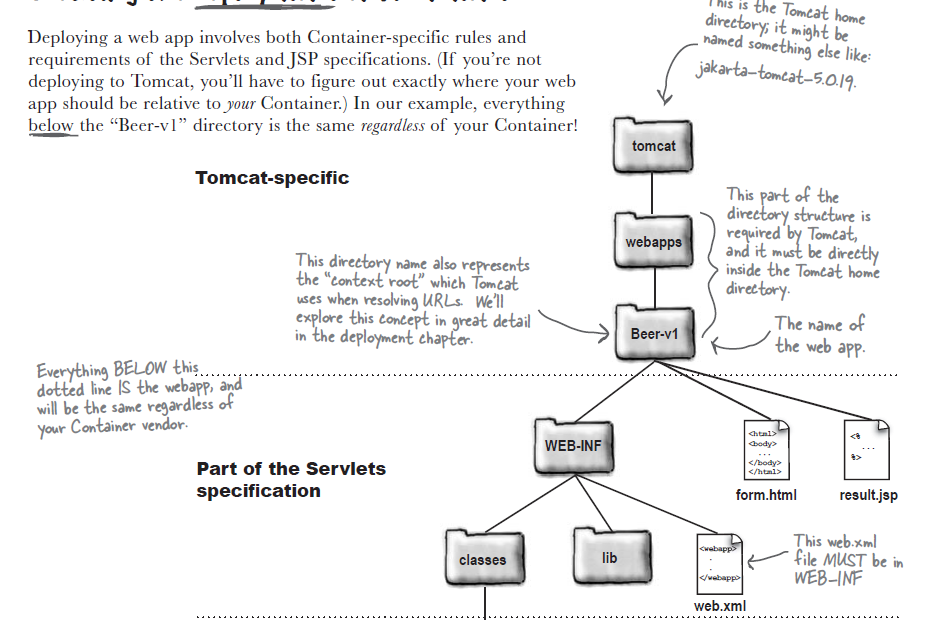 This is the Tomcat home
directory; it might be
named something else like:
jakarta-tomcat-5.0.19.
Deploying a web app involves both Container-specific rules and
requirements of the Servlets and JSP specifications. (If you're not
deploying to Tomcat, you'll have to figure out exactly where your web
app should be relative to your Container.) In our example, everything
below the “Beer-v1” directory is the same regardless of your Container!
tomcat
Tomcat-specific
This part of the
directory structure is
required by Tomcat,
and it must be directly
inside the Tomcat home
directory.
webapps
This directory name also represents
the “context root” which Tomcat
uses when resolving URLs. We'll
explore this concept in great detail
in the deployment chapter.
Beer-v1
The name of
the web app.
Everything BELOW this
dotted line IS the webapp, and
will be the same regardless of
your Container vendor.
WEB-INF
<html>
<body>
...
</body>
</html>
form.html
<%
...
%>
result.jsp
Part of the Servlets
specification
classes
lib
<webapp>
.
.
</webapp>
web.xml
This web.xml
file MUST be in
WEB-INF